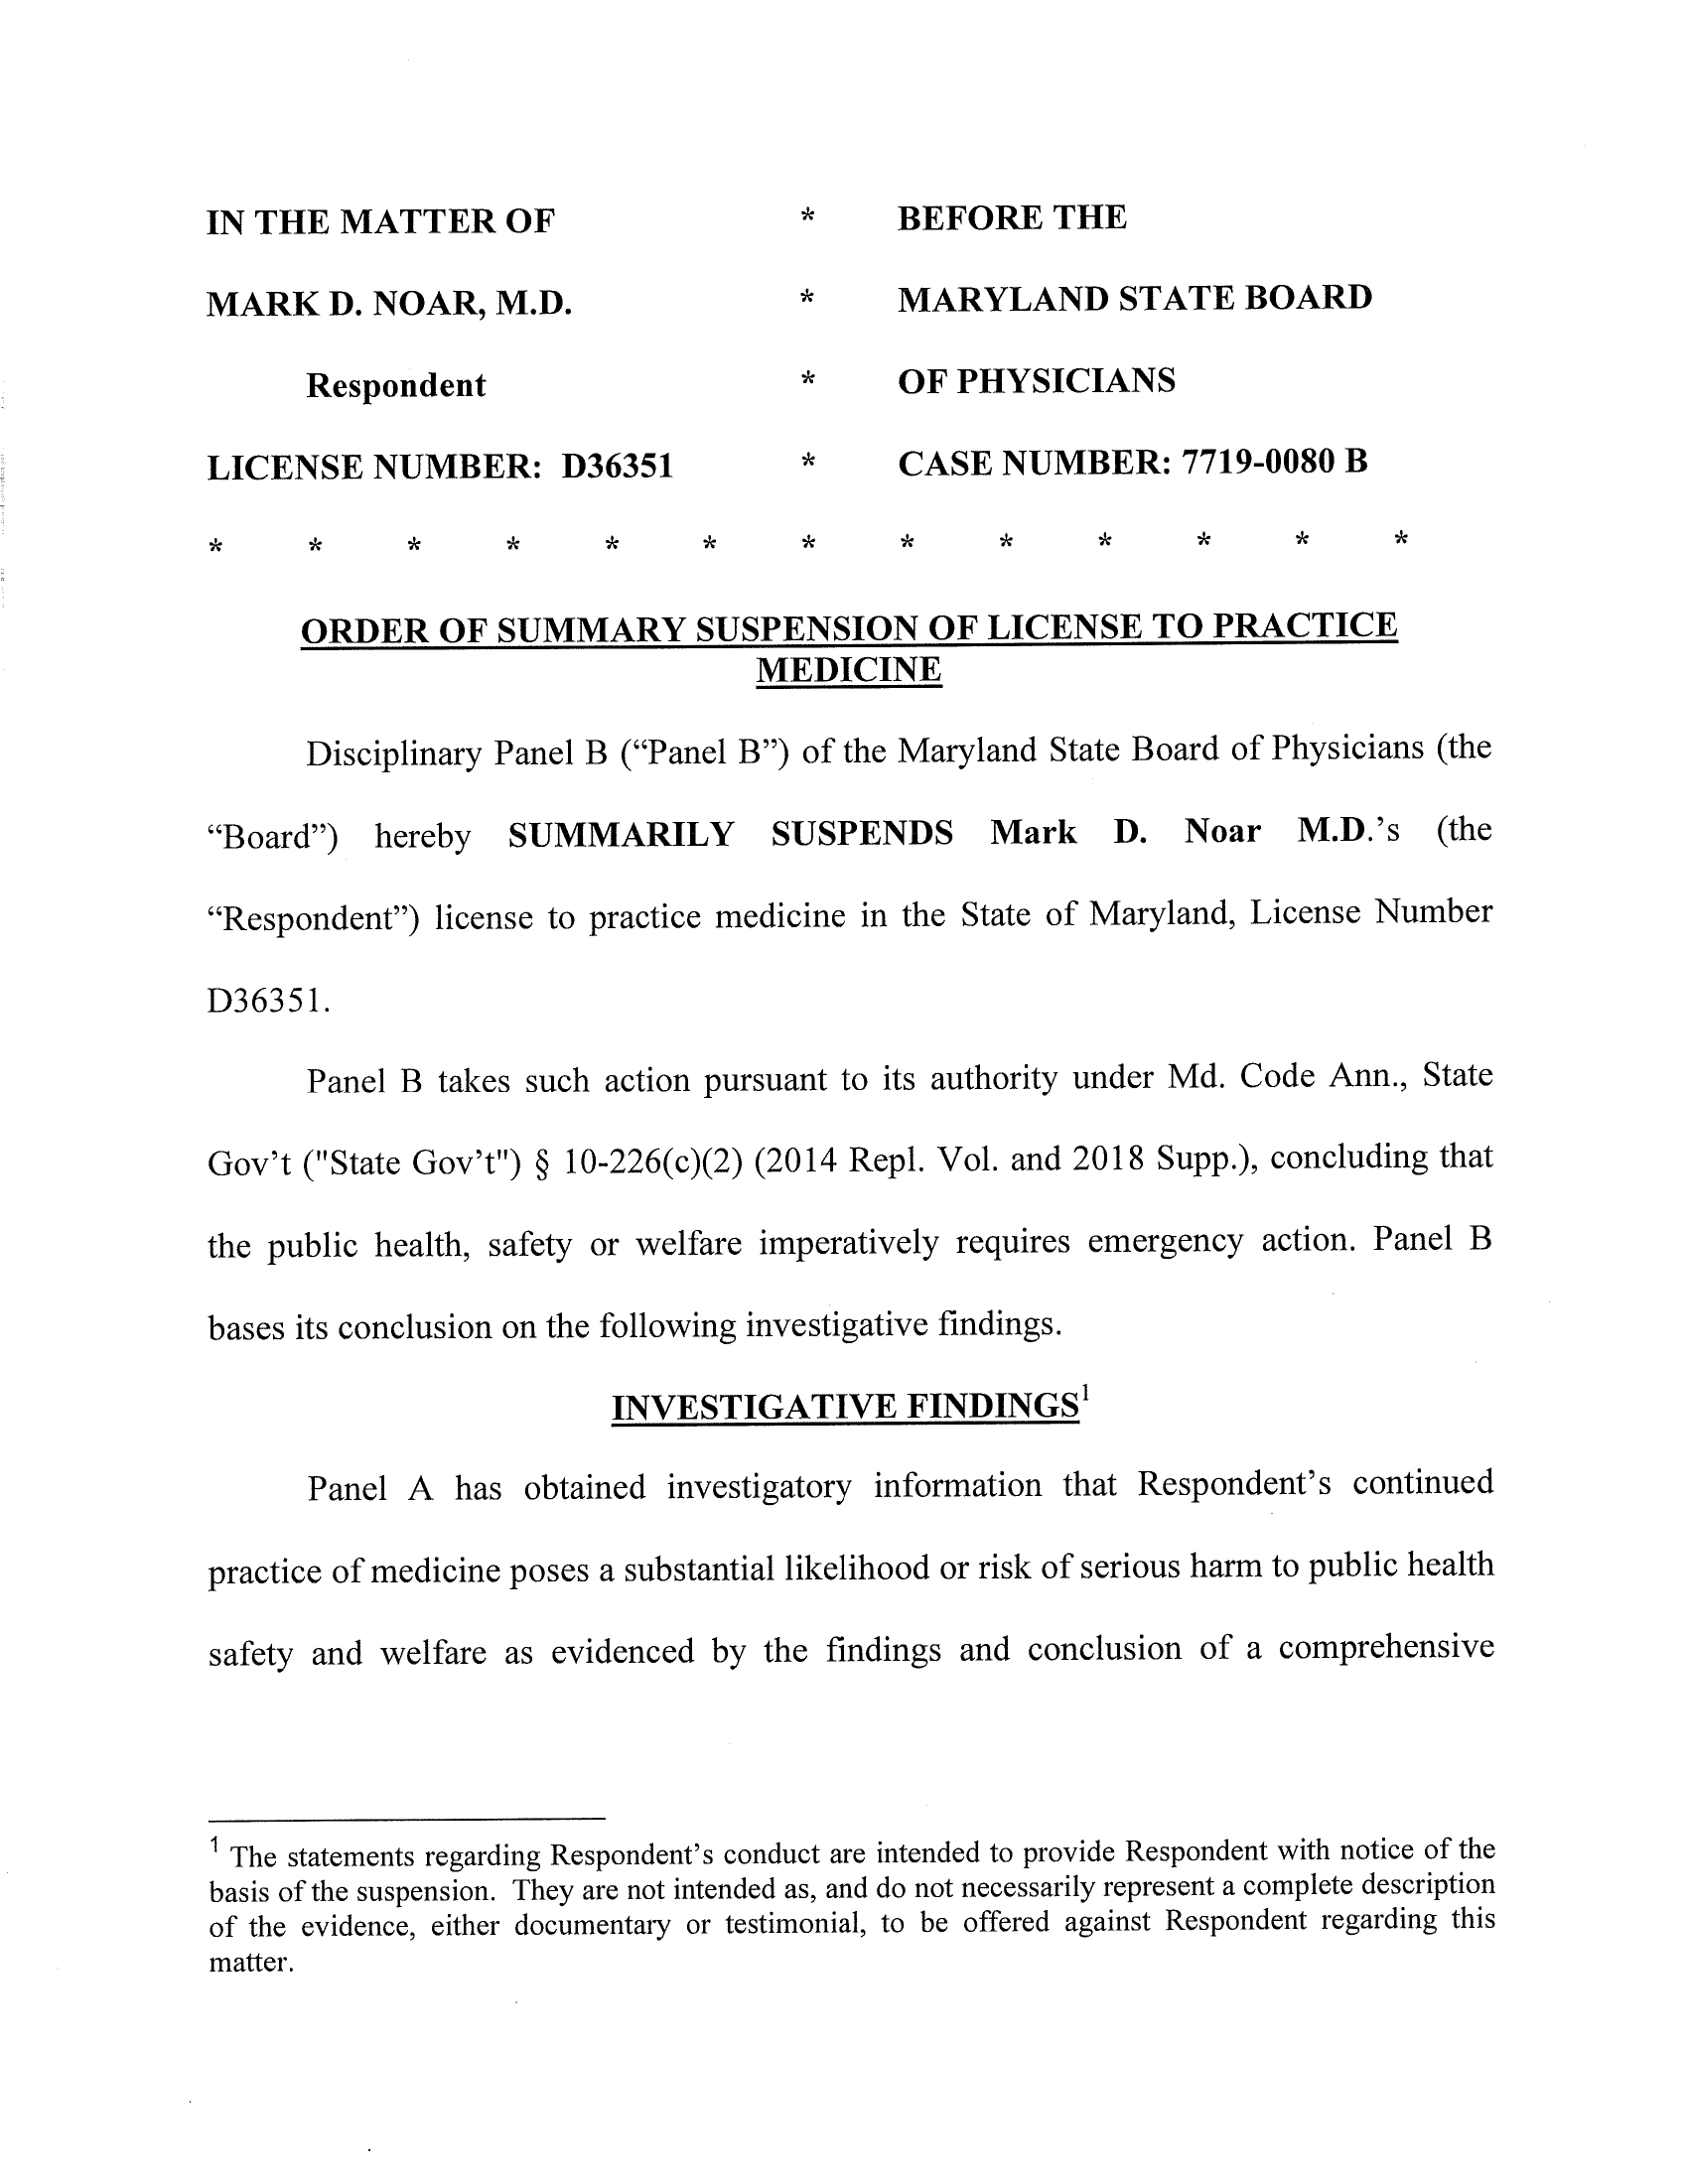 IN THE MATTER OF * BEFORE THE
MARK D. NOAR, M.D. * MARYLAND STATE BOARD
Respondent * OF PHYSICIANS
LICENSE NUMBER: D36351 * CASE NUMBER: 7719-0080 B
* * * * * * * * * * * * *
ORDER OF SUMMARY SUSPENSION OF LICENSE TO PRACTICE
MEDICINE
Disciplinary Panel B (“Panel B”) of the Maryland State Board of Physicians (the
“Board”) hereby SUMMARILY SUSPENDS Mark D. Noar M.D.’s (the
“Respondent”) license to practice medicine in the State of Maryland, License Number
D36351.
Panel B takes such action pursuant to its authority under Md. Code Ann., State
Gov’t ("State Gov’t") § 10-226(c)(2) (2014 Repl. Vol. and 2018 Supp.), concluding that
the public health, safety or welfare imperatively requires emergency action. Panel B
bases its conclusion on the following investigative findings.
INVESTIGATIVE FINDINGS¹
Panel A has obtained investigatory information that Respondent’s continued
practice of medicine poses a substantial likelihood or risk of serious harm to public health
safety and welfare as evidenced by the findings and conclusion of a comprehensive
¹ The statements regarding Respondent’s conduct are intended to provide Respondent with notice of the
basis of the suspension. They are not intended as, and do not necessarily represent a complete description
of the evidence, either documentary or testimonial, to be offered against Respondent regarding this
matter.